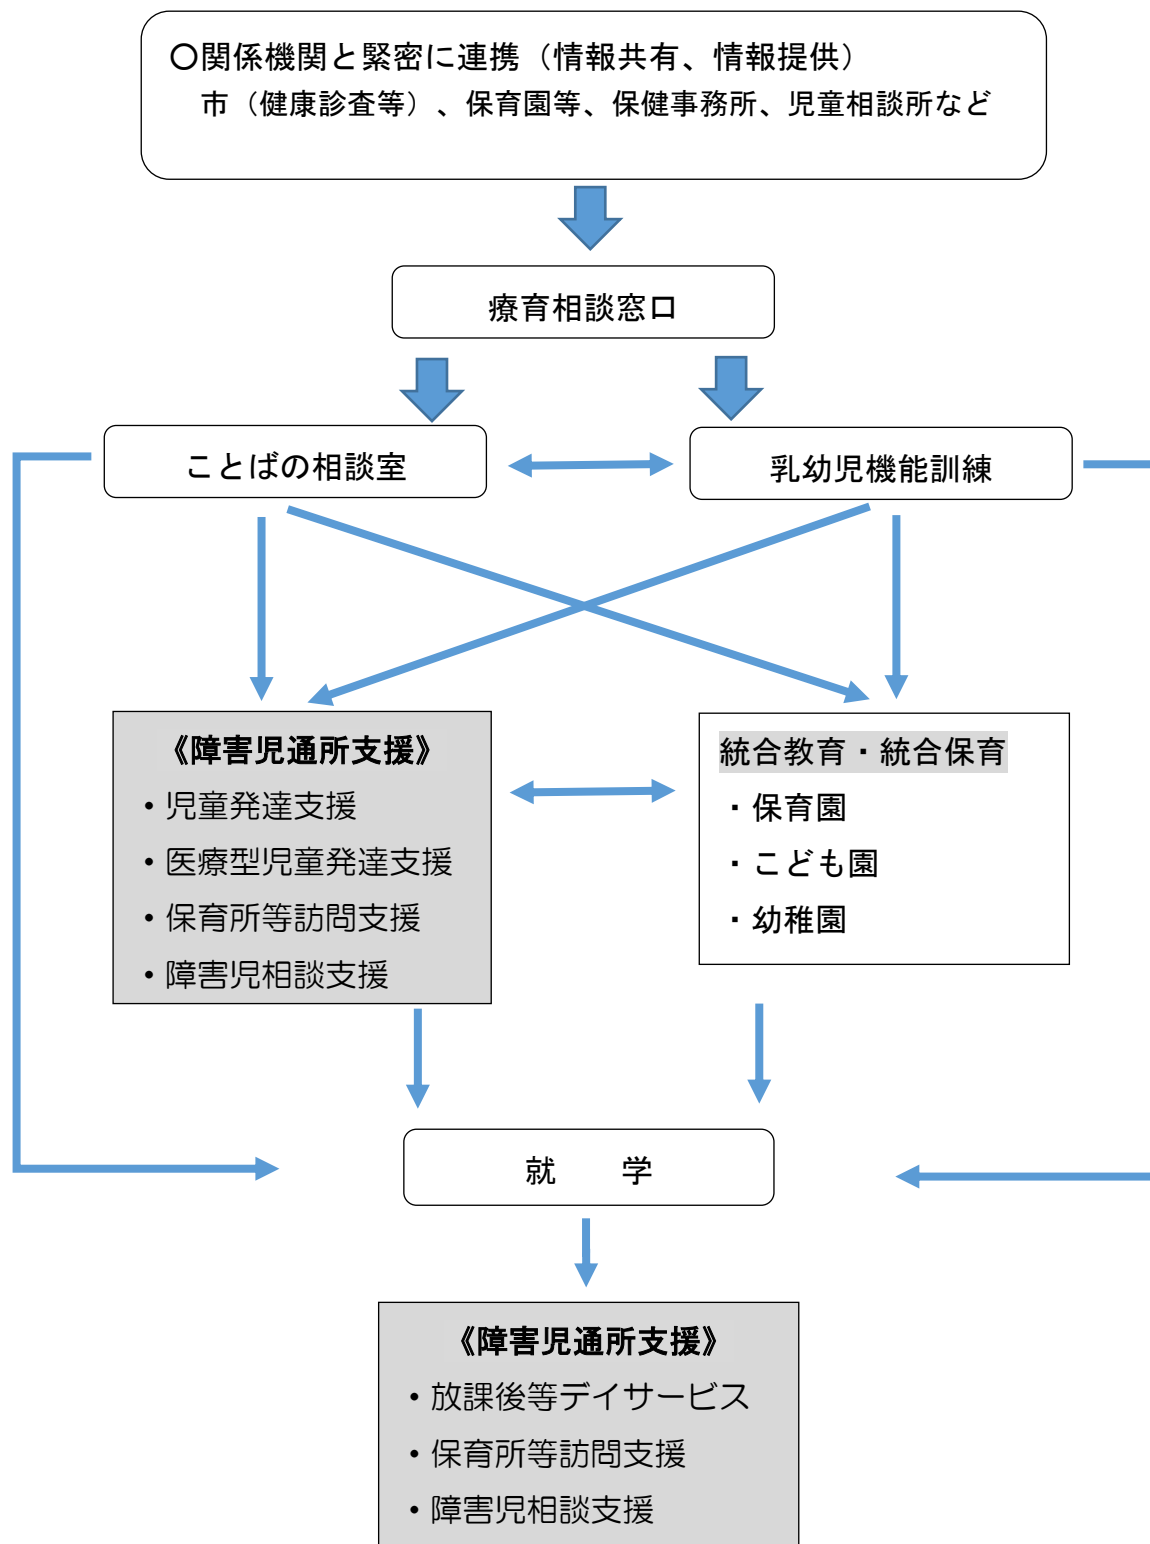 〇関係機関と緊密に連携（情報共有、情報提供）
市（健康診査等）、保育園等、保健事務所、児童相談所など
療育相談窓口
ことばの相談室
乳幼児機能訓練
《障害児通所支援》
・児童発達支援
・医療型児童発達支援
・保育所等訪問支援
・障害児相談支援
統合教育・統合保育
・保育園
・こども園
・幼稚園
就　　学
《障害児通所支援》
・放課後等デイサービス
・保育所等訪問支援
・障害児相談支援